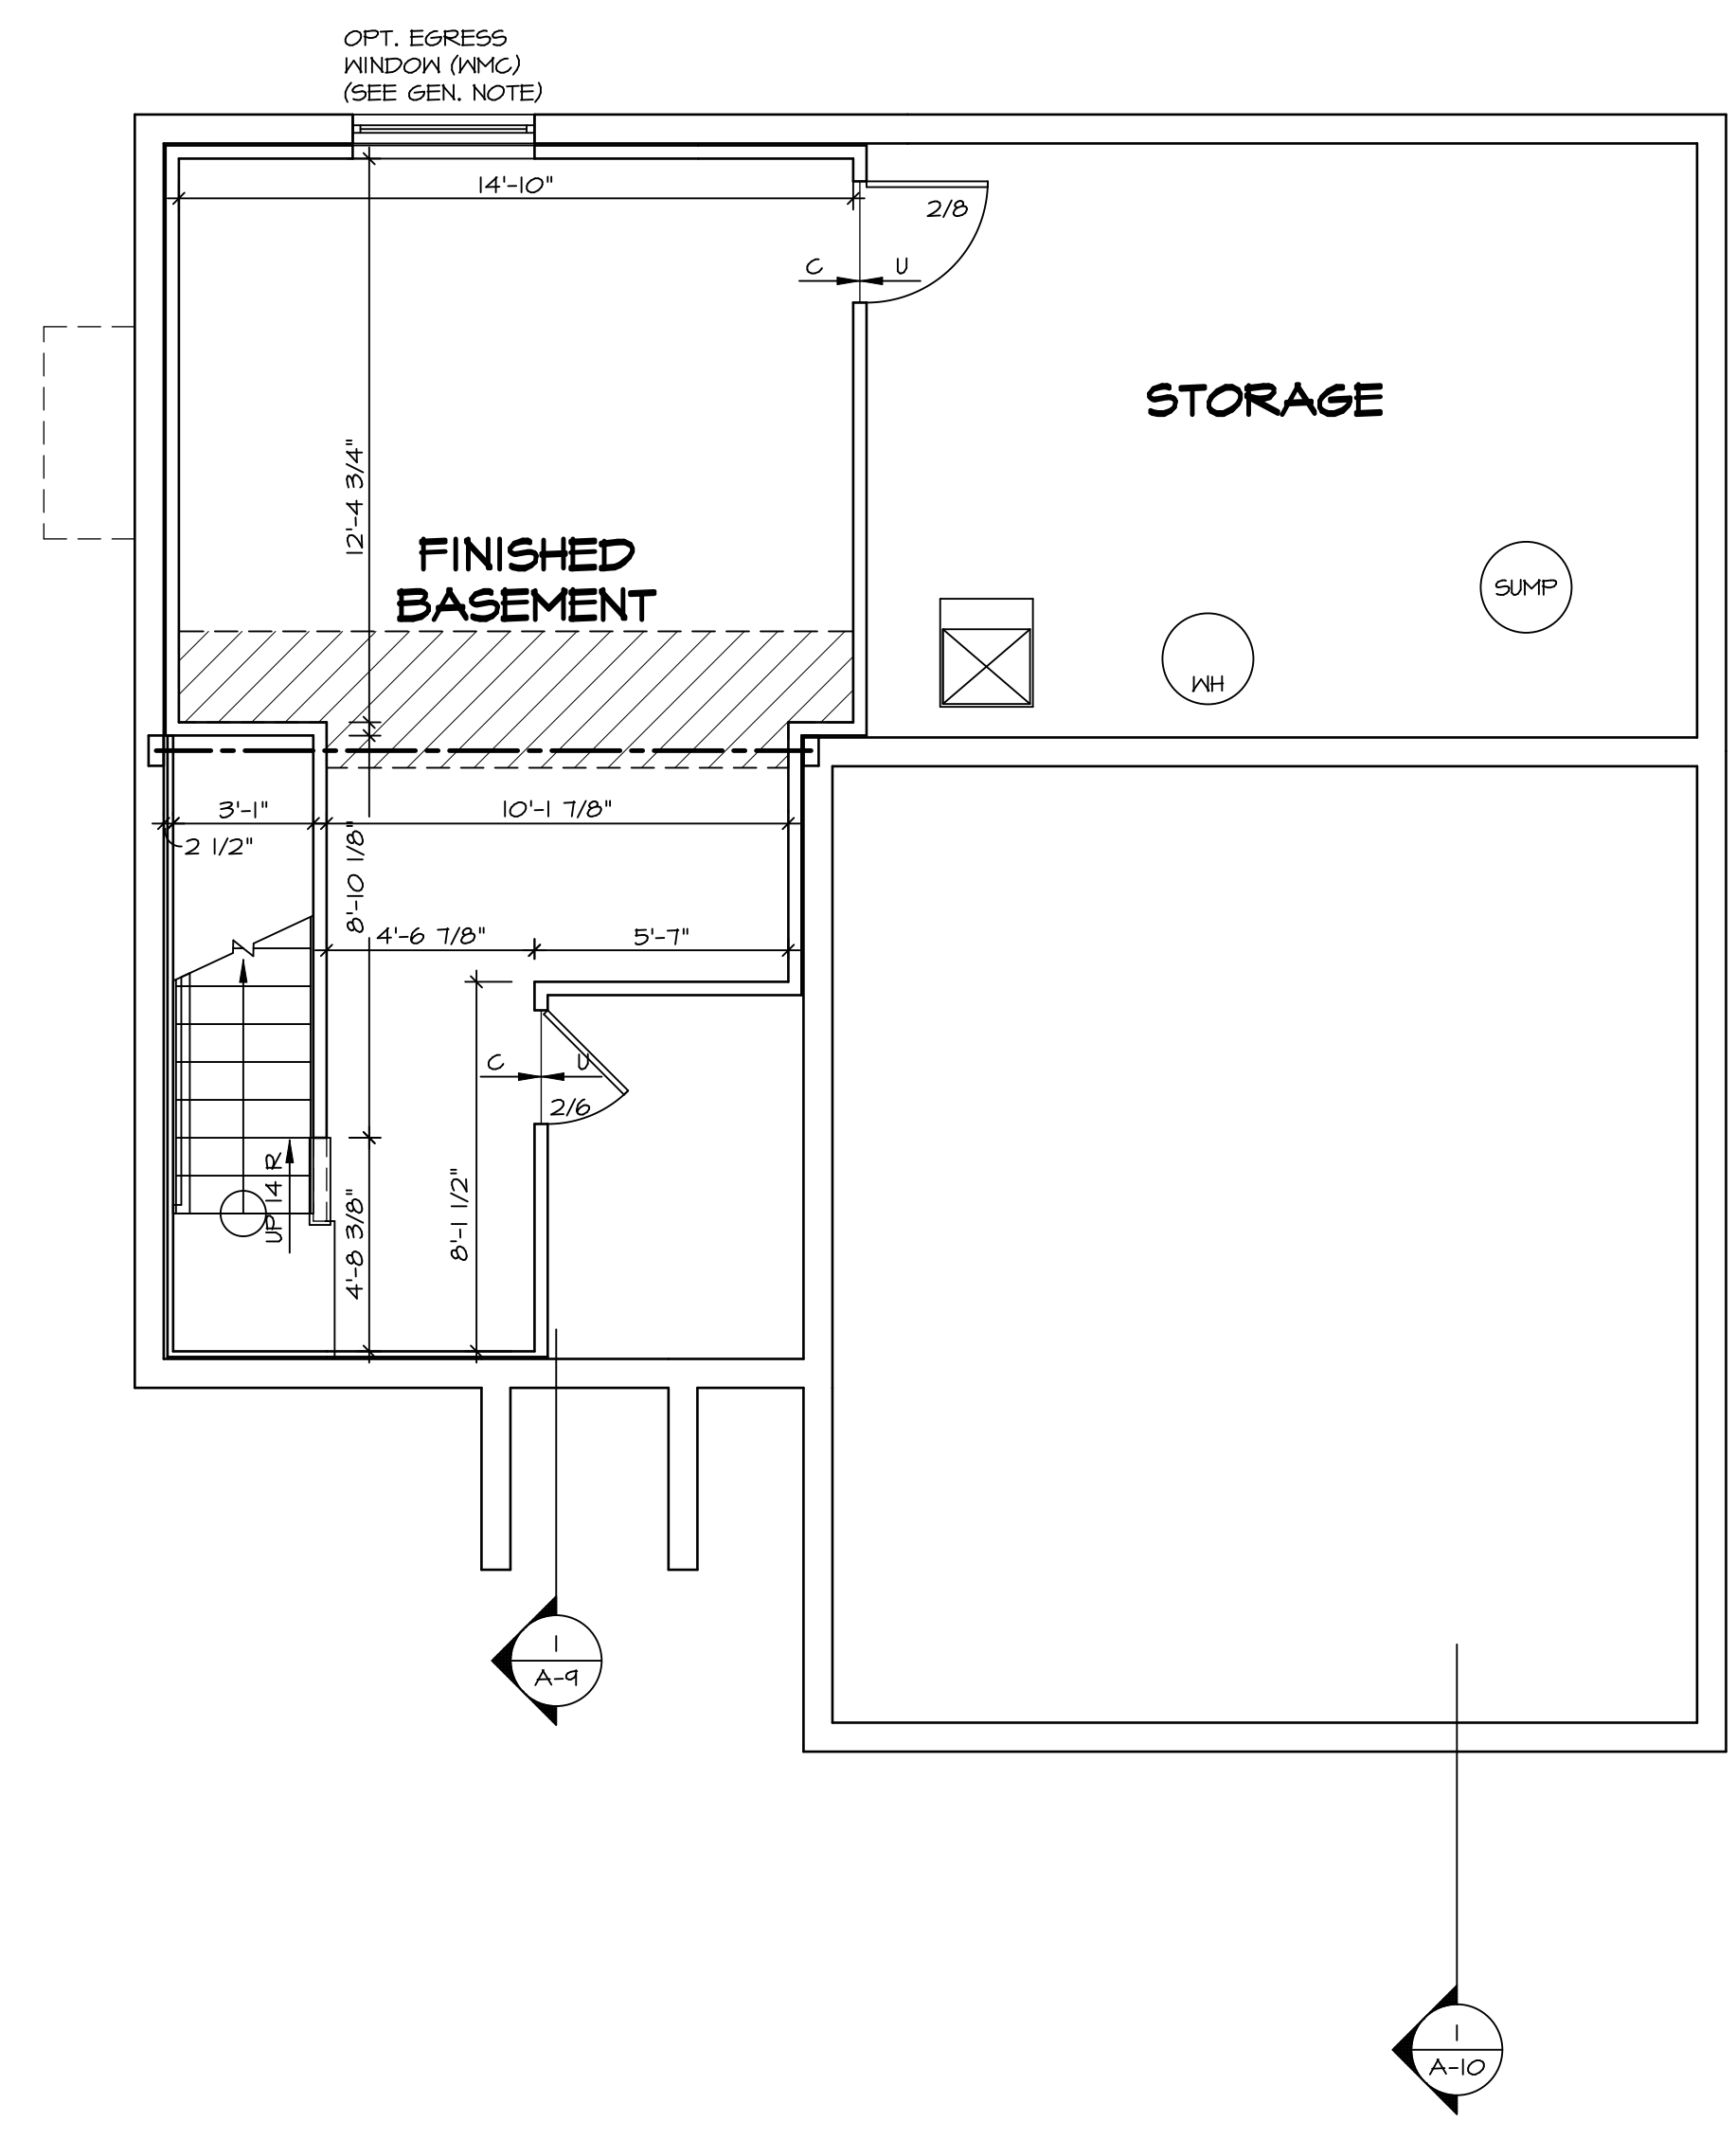 OPT. EGRESS
WINDOW (WMC)
(SEE GEN. NOTE)
14'-10"
2/8
C
U
STORAGE
12'-4 3/4"
FINISHED
BASEMENT
SUMP
WH
3'-1"
10'-1 7/8"
2 1/2"
8'-10 1/8"
4'-6 7/8"
5'-7"
C
U
2/6
UP 14 R
4'-8 3/8"
8'-1 1/2"
1
A-9
1
A-10